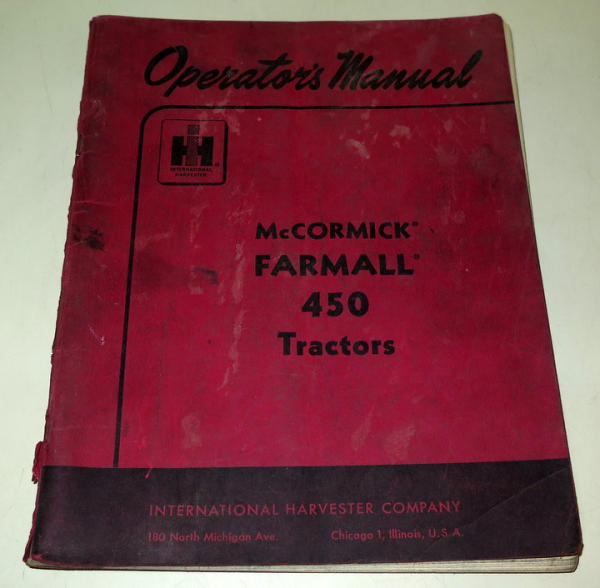 Operator's Manual
IH®
INTERNATIONAL
HARVESTER
McCORMICK®
FARMALL®
450
Tractors
INTERNATIONAL HARVESTER COMPANY
180 North Michigan Ave. Chicago 1, Illinois, U.S.A.